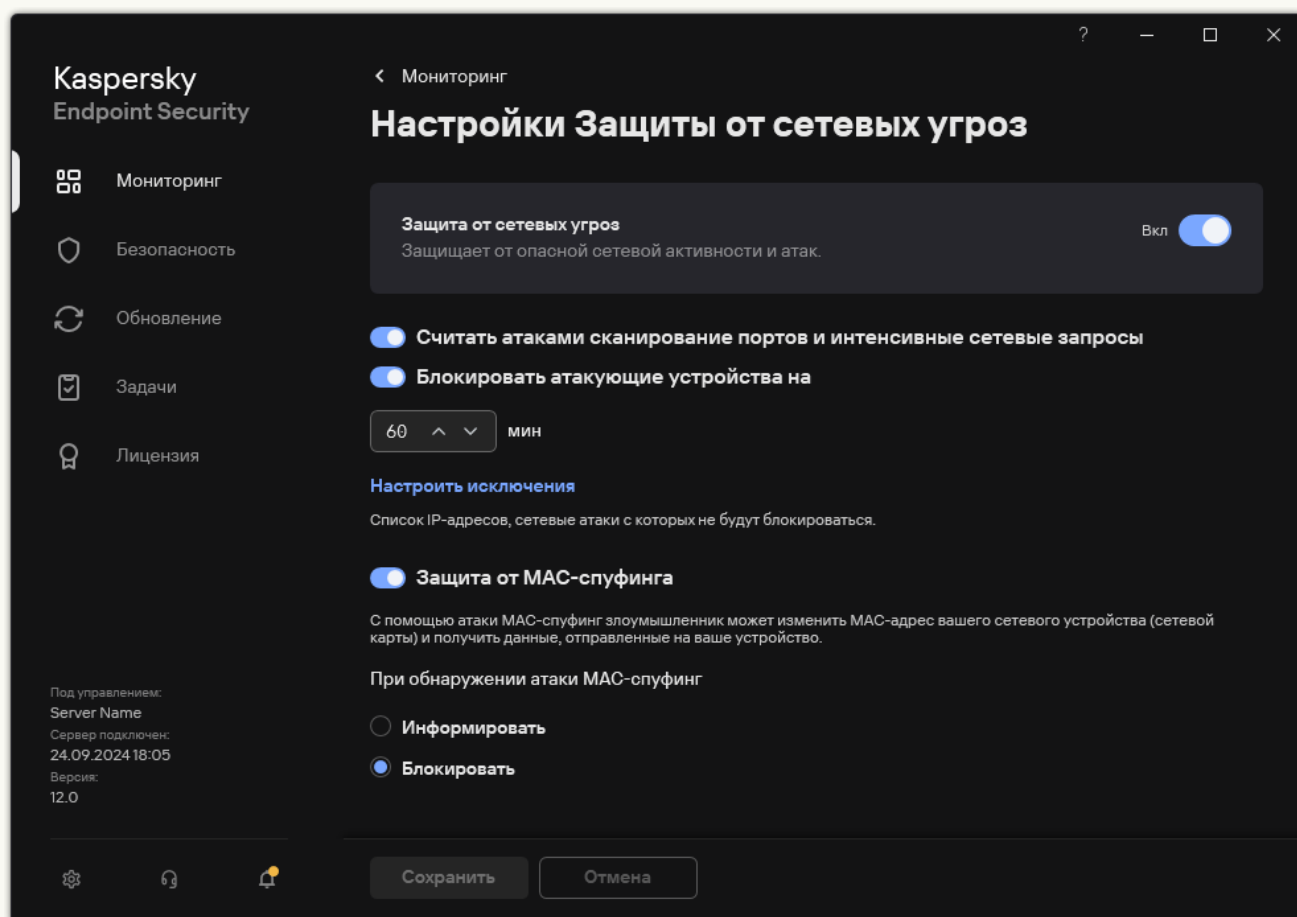 Kaspersky
Endpoint Security
Мониторинг
Безопасность
Обновление
Задачи
Лицензия
Под управлением:
Server Name
Сервер подключен:
24.09.2024 18:05
Версия:
12.0
?
Мониторинг
Настройки Защиты от сетевых угроз
Защита от сетевых угроз
Защищает от опасной сетевой активности и атак.
Вкл
Считать атаками сканирование портов и интенсивные сетевые запросы
Блокировать атакующие устройства на
60 мин
Настроить исключения
Список IP-адресов, сетевые атаки с которых не будут блокироваться.
Защита от MAC-спуфинга
С помощью атаки MAC-спуфинг злоумышленник может изменить MAC-адрес вашего сетевого устройства (сетевой
карты) и получить данные, отправленные на ваше устройство.
При обнаружении атаки MAC-спуфинг
Информировать
Блокировать
Сохранить
Отмена